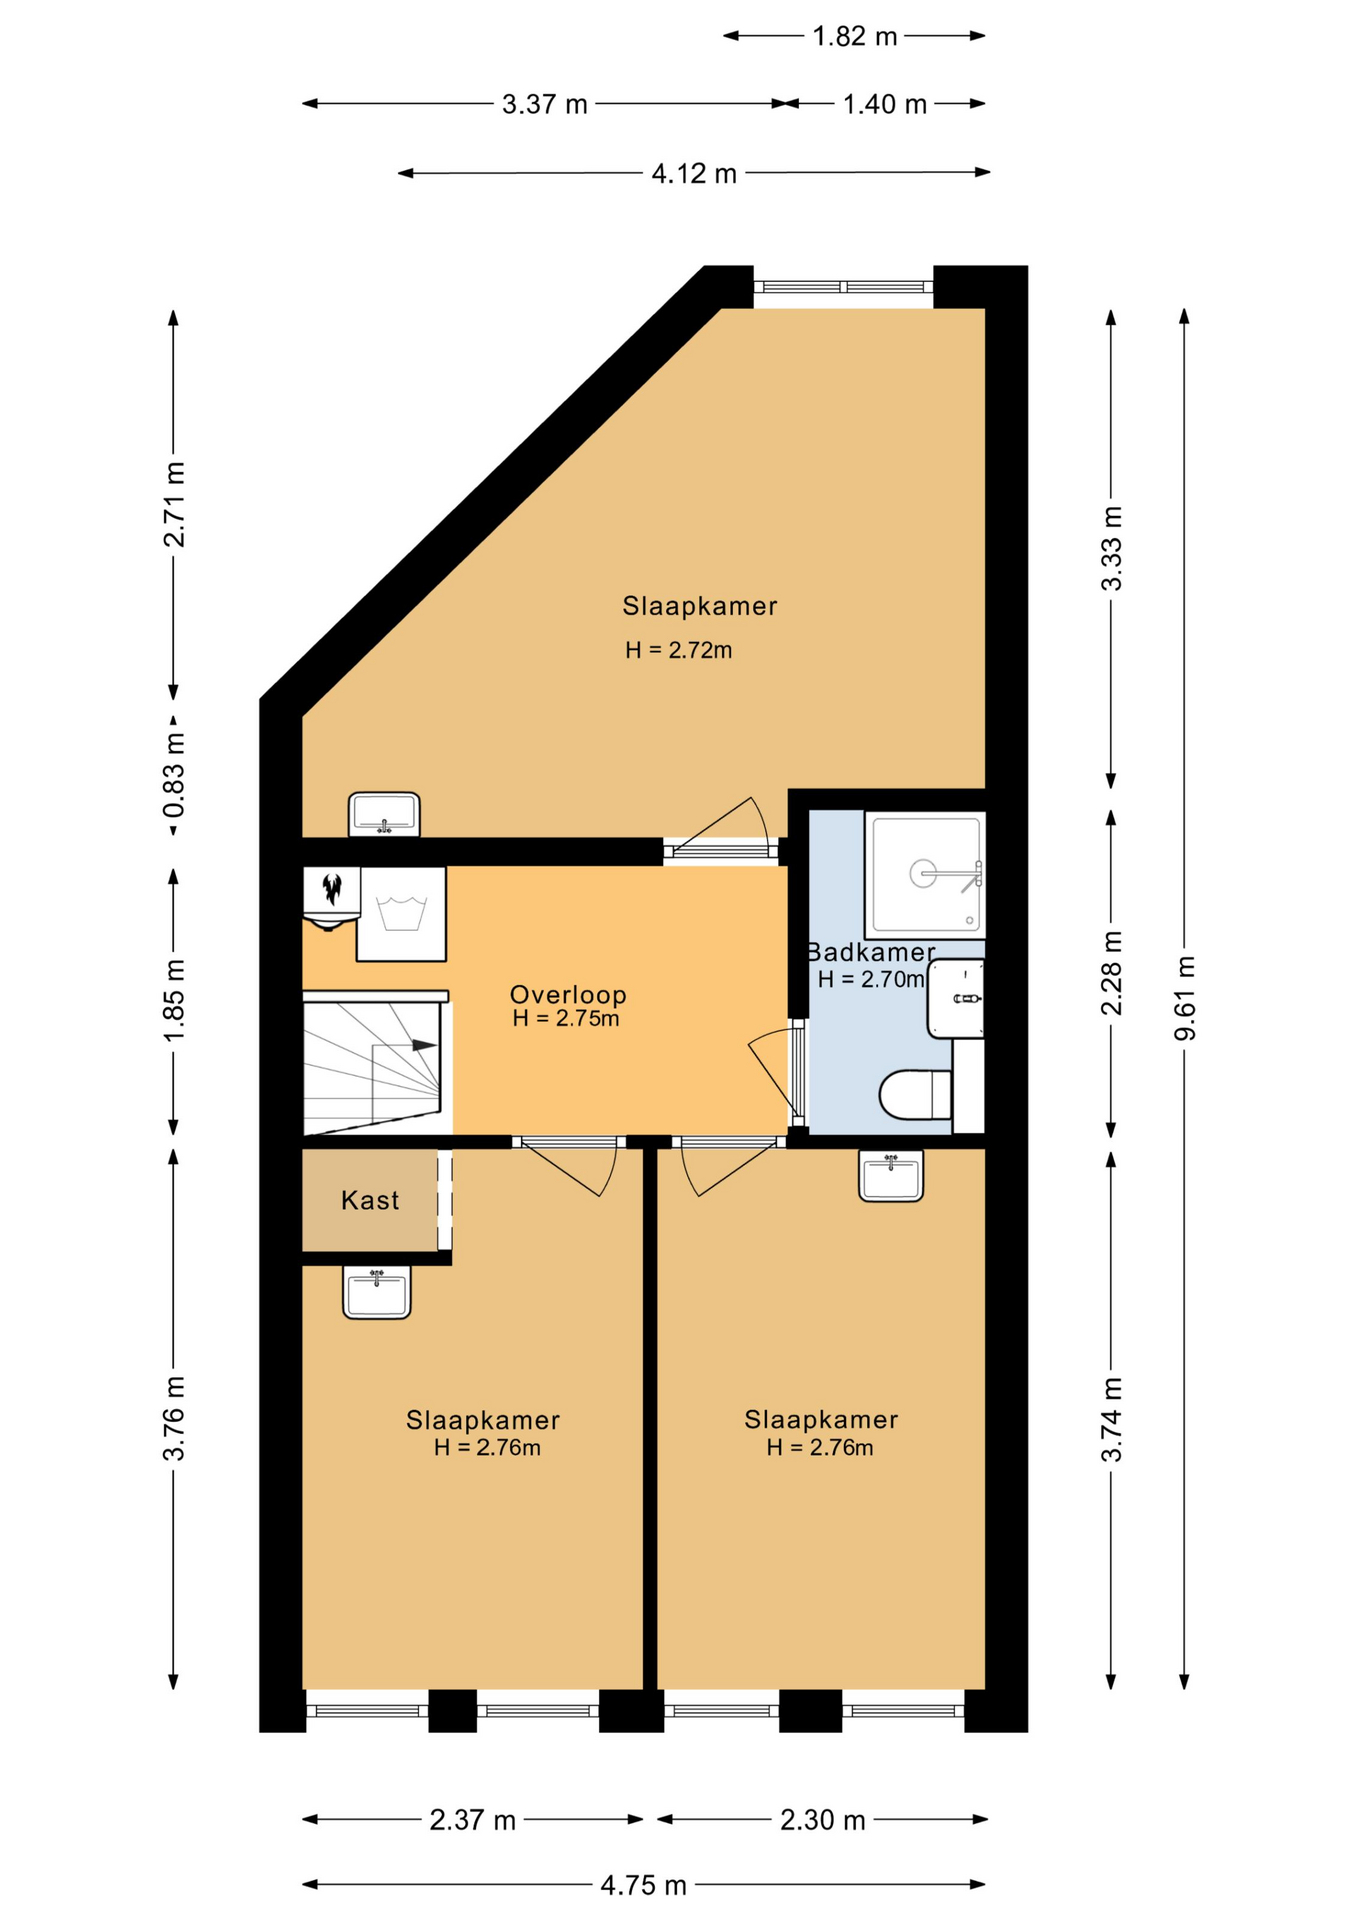 1.82 m
3.37 m
1.40 m
4.12 m
2.71 m
3.33 m
Slaapkamer
H = 2.72m
0.83 m
Badkamer
H = 2.70m
2.28 m
9.61 m
1.85 m
Overloop
H = 2.75m
Kast
3.76 m
3.74 m
Slaapkamer
H = 2.76m
Slaapkamer
H = 2.76m
2.37 m
2.30 m
4.75 m